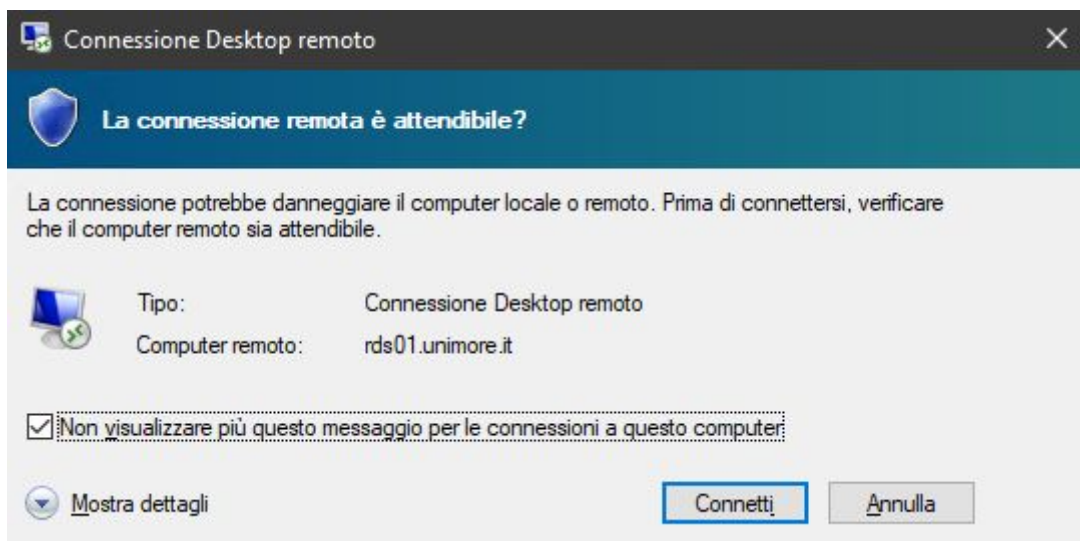 Connessione Desktop remoto
La connessione remota è attendibile?
La connessione potrebbe danneggiare il computer locale o remoto. Prima di connettersi, verificare
che il computer remoto sia attendibile.
Tipo: Connessione Desktop remoto
Computer remoto: rds01.unimore.it
Non visualizzare più questo messaggio per le connessioni a questo computer
Mostra dettagli Connetti Annulla